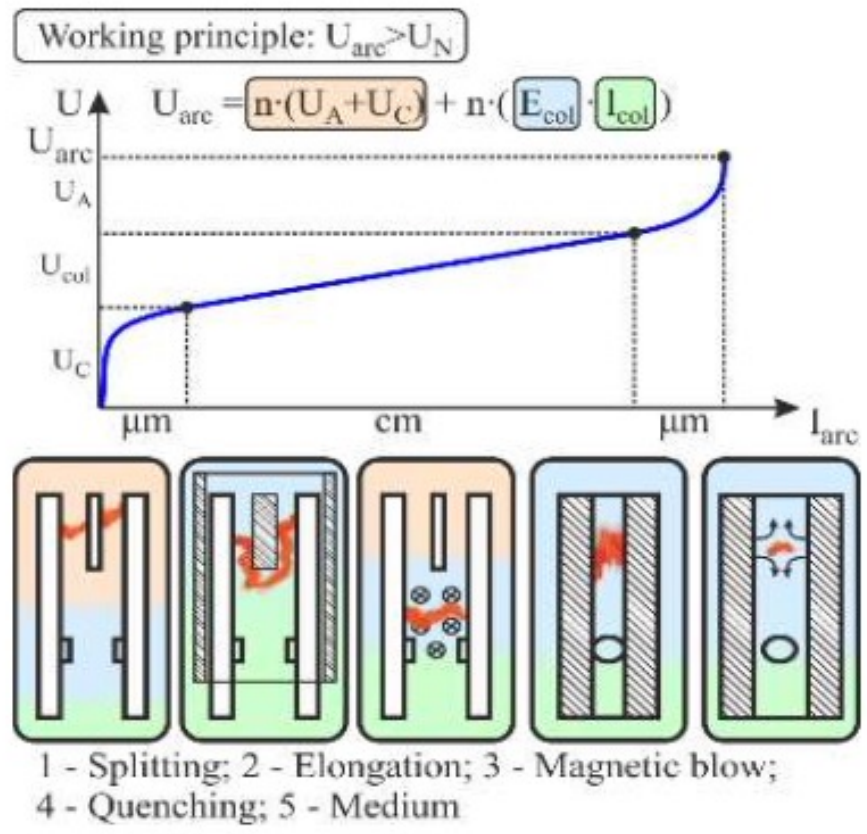 Working principle: U_arc>U_N
U U_arc = n·(U_A+U_C) + n·(E_col·l_col)
U_arc
U_A
U_col
U_C
μm cm μm l_arc
1 - Splitting; 2 - Elongation; 3 - Magnetic blow;
4 - Quenching; 5 - Medium